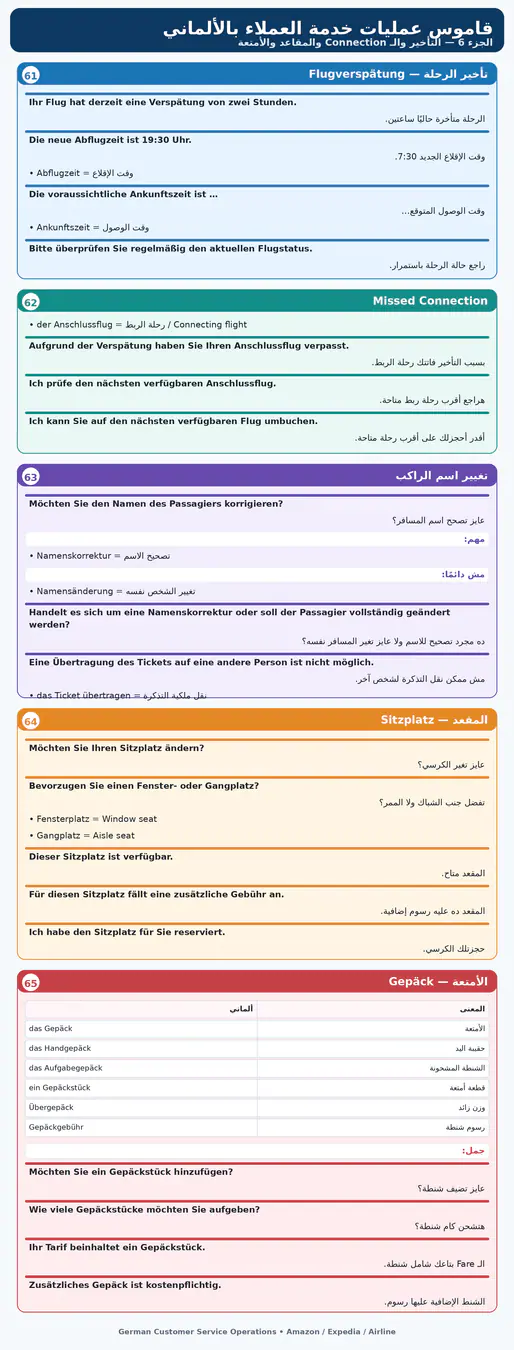 قاموس عمليات خدمة العملاء بالألماني
الجزء 6 — التأخير والـ Connection والمقاعد والأمتعة
تأخير الرحلة — Flugverspätung
61
Ihr Flug hat derzeit eine Verspätung von zwei Stunden.
الرحلة متأخرة حاليًا ساعتين.
Die neue Abflugzeit ist 19:30 Uhr.
وقت الإقلاع الجديد 7:30.
• Abflugzeit = وقت الإقلاع
Die voraussichtliche Ankunftszeit ist ...
وقت الوصول المتوقع...
• Ankunftszeit = وقت الوصول
Bitte überprüfen Sie regelmäßig den aktuellen Flugstatus.
راجع حالة الرحلة باستمرار.
Missed Connection
62
• der Anschlussflug = رحلة الربط / Connecting flight
Aufgrund der Verspätung haben Sie Ihren Anschlussflug verpasst.
بسبب التأخير فاتتك رحلة الربط.
Ich prüfe den nächsten verfügbaren Anschlussflug.
هراجع أقرب رحلة ربط متاحة.
Ich kann Sie auf den nächsten verfügbaren Flug umbuchen.
أقدر أحجزلك على أقرب رحلة متاحة.
تغيير اسم الراكب
63
Möchten Sie den Namen des Passagiers korrigieren?
عايز تصحح اسم المسافر؟
مهم:
• Namenskorrektur = تصحيح الاسم
مش دائمًا:
• Namensänderung = تغيير الشخص نفسه
Handelt es sich um eine Namenskorrektur oder soll der Passagier vollständig geändert
werden?
ده مجرد تصحيح للاسم ولا عايز تغير المسافر نفسه؟
Eine Übertragung des Tickets auf eine andere Person ist nicht möglich.
مش ممكن نقل التذكرة لشخص آخر.
• das Ticket übertragen = نقل ملكية التذكرة
المقعد — Sitzplatz
64
Möchten Sie Ihren Sitzplatz ändern?
عايز تغير الكرسي؟
Bevorzugen Sie einen Fenster- oder Gangplatz?
تفضل جنب الشباك ولا الممر؟
• Fensterplatz = Window seat
• Gangplatz = Aisle seat
Dieser Sitzplatz ist verfügbar.
المقعد متاح.
Für diesen Sitzplatz fällt eine zusätzliche Gebühr an.
المقعد ده عليه رسوم إضافية.
Ich habe den Sitzplatz für Sie reserviert.
حجزتلك الكرسي.
الأمتعة — Gepäck
65
ألماني	المعنى
das Gepäck	الأمتعة
das Handgepäck	حقيبة اليد
das Aufgabegepäck	الشنطة المشحونة
ein Gepäckstück	قطعة أمتعة
Übergepäck	وزن زائد
Gepäckgebühr	رسوم شنطة
جمل:
Möchten Sie ein Gepäckstück hinzufügen?
عايز تضيف شنطة؟
Wie viele Gepäckstücke möchten Sie aufgeben?
هتشحن كام شنطة؟
Ihr Tarif beinhaltet ein Gepäckstück.
الـ Fare بتاعك شامل شنطة.
Zusätzliches Gepäck ist kostenpflichtig.
الشنط الإضافية عليها رسوم.
German Customer Service Operations • Amazon / Expedia / Airline